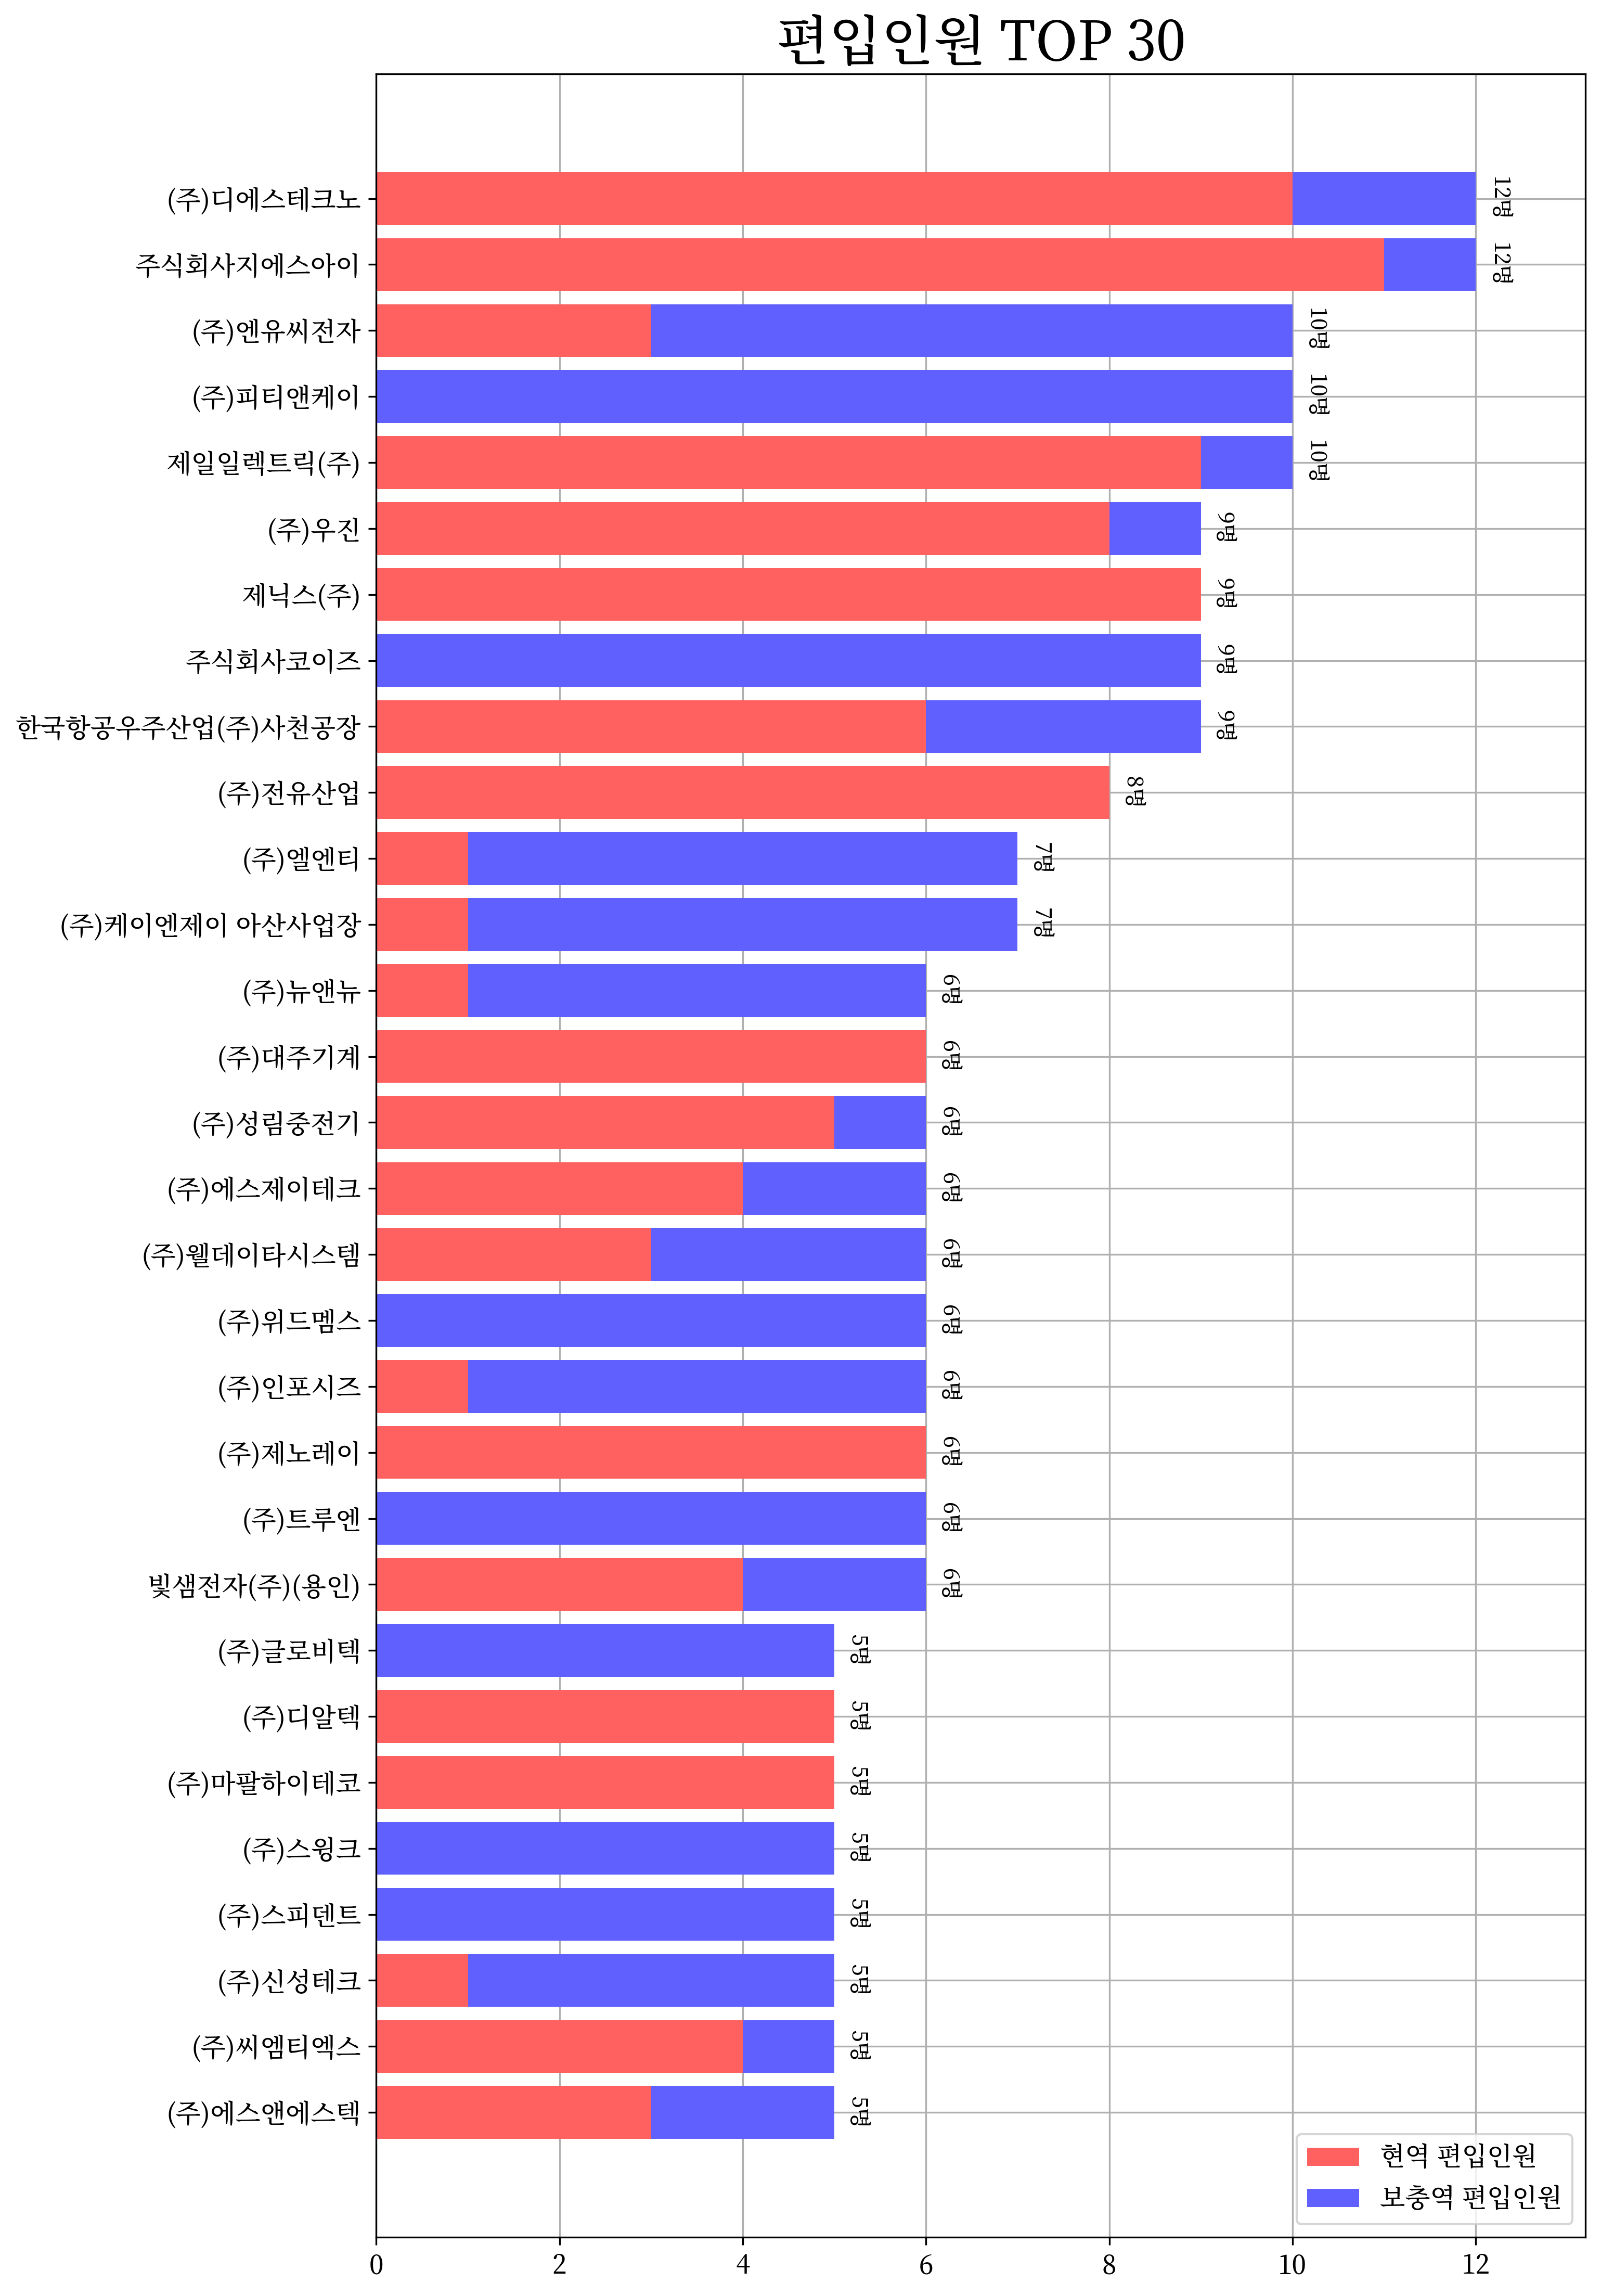 편입인원 TOP 30
(주)디에스테크노 12명
주식회사지에스아이 12명
(주)엔유씨전자 10명
(주)피티앤케이 10명
제일일렉트릭(주) 10명
(주)우진 9명
제닉스(주) 9명
주식회사코이즈 9명
한국항공우주산업(주)사천공장 9명
(주)전유산업 8명
(주)엘엔티 7명
(주)케이엔제이 아산사업장 7명
(주)뉴앤뉴 6명
(주)대주기계 6명
(주)성림중전기 6명
(주)에스제이테크 6명
(주)웰데이타시스템 6명
(주)위드멤스 6명
(주)인포시즈 6명
(주)제노레이 6명
(주)트루엔 6명
빛샘전자(주)(용인) 6명
(주)글로비텍 5명
(주)디알텍 5명
(주)마팔하이테코 5명
(주)스윙크 5명
(주)스피덴트 5명
(주)신성테크 5명
(주)씨엠티엑스 5명
(주)에스앤에스텍 5명
현역 편입인원
보충역 편입인원
0 2 4 6 8 10 12